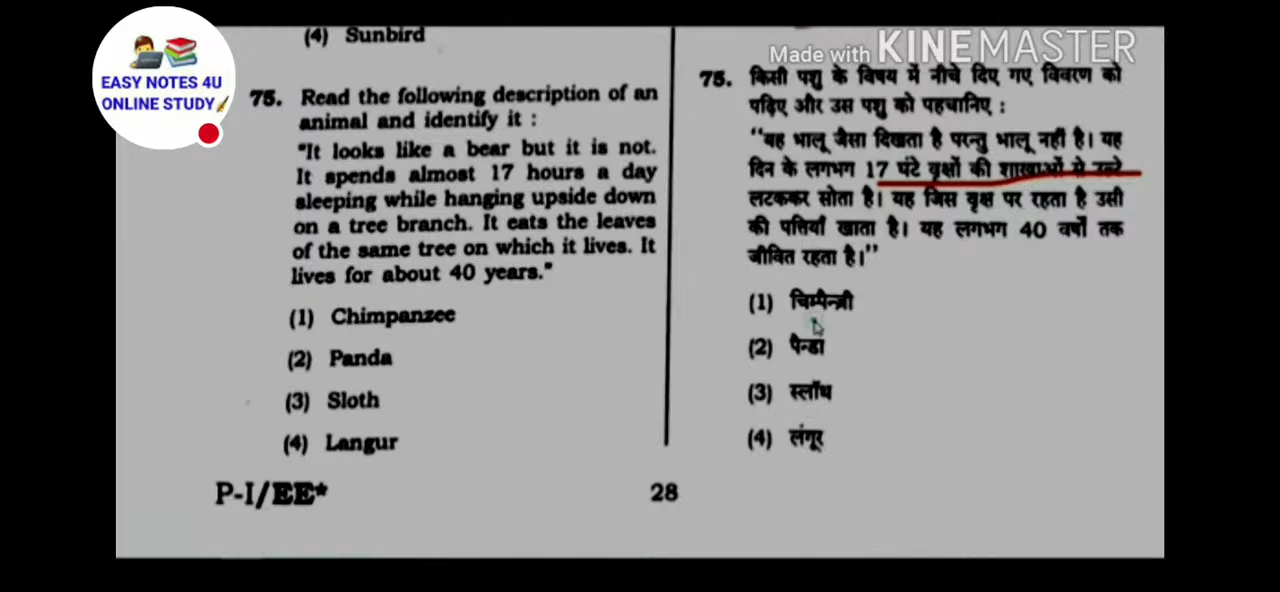 EASY NOTES 4U
ONLINE STUDY
Made with KINEMASTER
(4) Sunbird
75. Read the following description of an
animal and identify it :
"It looks like a bear but it is not.
It spends almost 17 hours a day
sleeping while hanging upside down
on a tree branch. It eats the leaves
of the same tree on which it lives. It
lives for about 40 years."
(1) Chimpanzee
(2) Panda
(3) Sloth
(4) Langur
75. किसी पशु के विषय में नीचे दिए गए विवरण को
पढ़िए और उस पशु को पहचानिए :
"यह भालू जैसा दिखता है परन्तु भालू नहीं है। यह
दिन के लगभग 17 घंटे वृक्षों की शाखाओं से उल्टे
लटककर सोता है। यह जिस वृक्ष पर रहता है उसी
की पत्तियाँ खाता है। यह लगभग 40 वर्षों तक
जीवित रहता है।"
(1) चिम्पैन्ज़ी
(2) पैन्डा
(3) स्लॉथ
(4) लंगूर
P-I/EE*
28